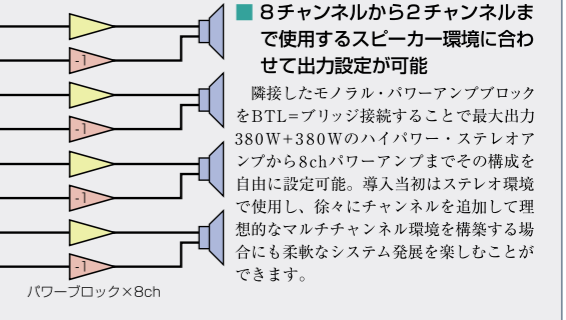 ■ 8チャンネルから2チャンネルま
で使用するスピーカー環境に合わ
せて出力設定が可能
隣接したモノラル・パワーアンプブロック
をBTL=ブリッジ接続することで最大出力
380W+380Wのハイパワー・ステレオア
ンプから8chパワーアンプまでその構成を
自由に設定可能。導入当初はステレオ環境
で使用し、徐々にチャンネルを追加して理
想的なマルチチャンネル環境を構築する場
合にも柔軟なシステム発展を楽しむことが
できます。
-1
-1
-1
-1
パワーブロック×8ch